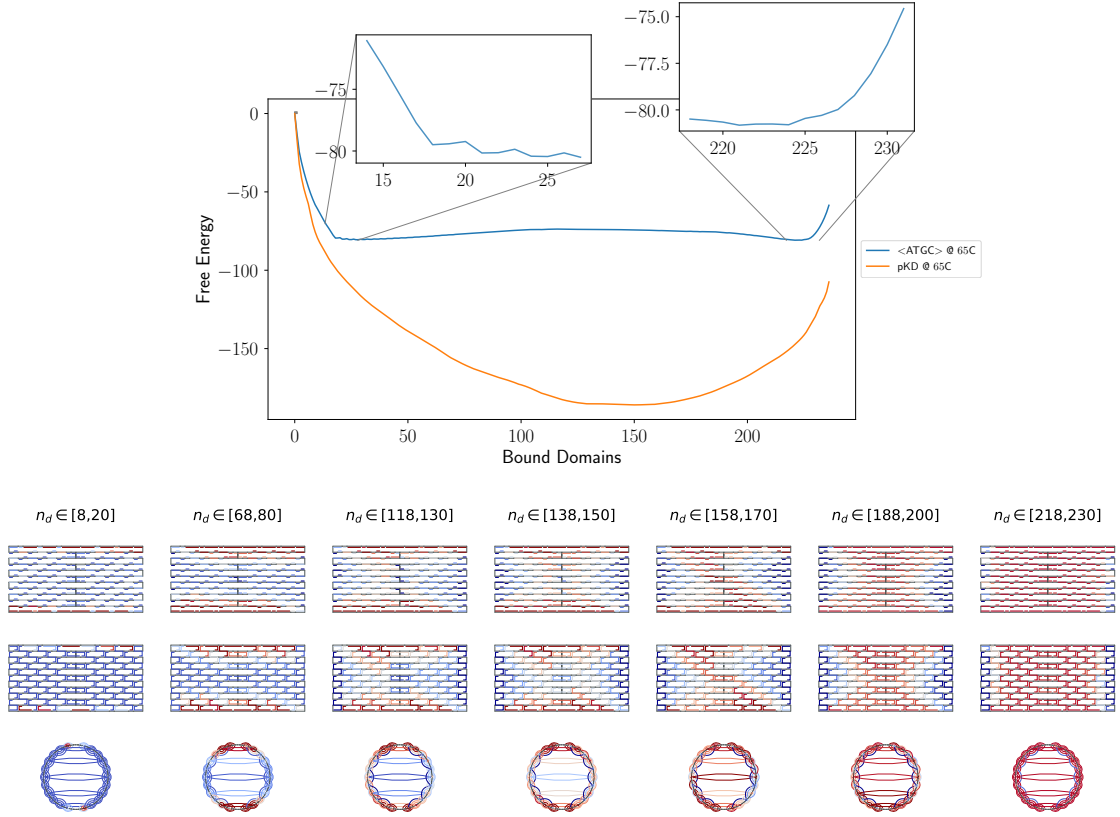 −75
−80
15 20 25
−75.0
−77.5
−80.0
220 225 230
Free Energy
0
−50
−100
−150
0 50 100 150 200
Bound Domains
<ATGC> @ 65C
pKD @ 65C
n_d ∈ [8,20]
n_d ∈ [68,80]
n_d ∈ [118,130]
n_d ∈ [138,150]
n_d ∈ [158,170]
n_d ∈ [188,200]
n_d ∈ [218,230]